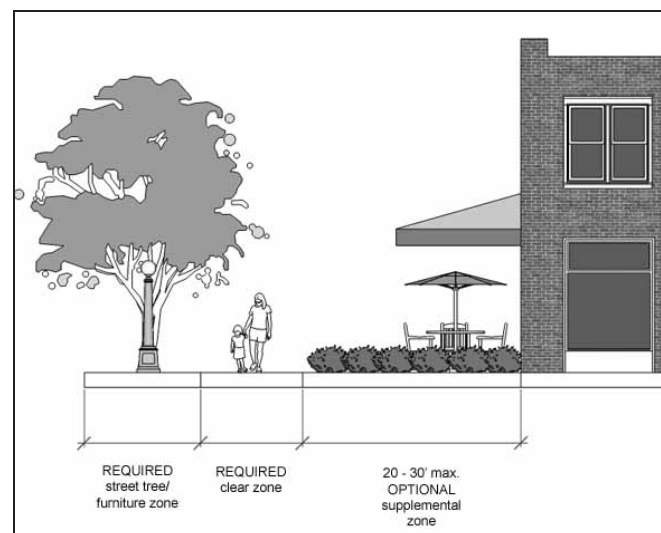 REQUIRED
street tree/
furniture zone
REQUIRED
clear zone
20 - 30' max.
OPTIONAL
supplemental
zone